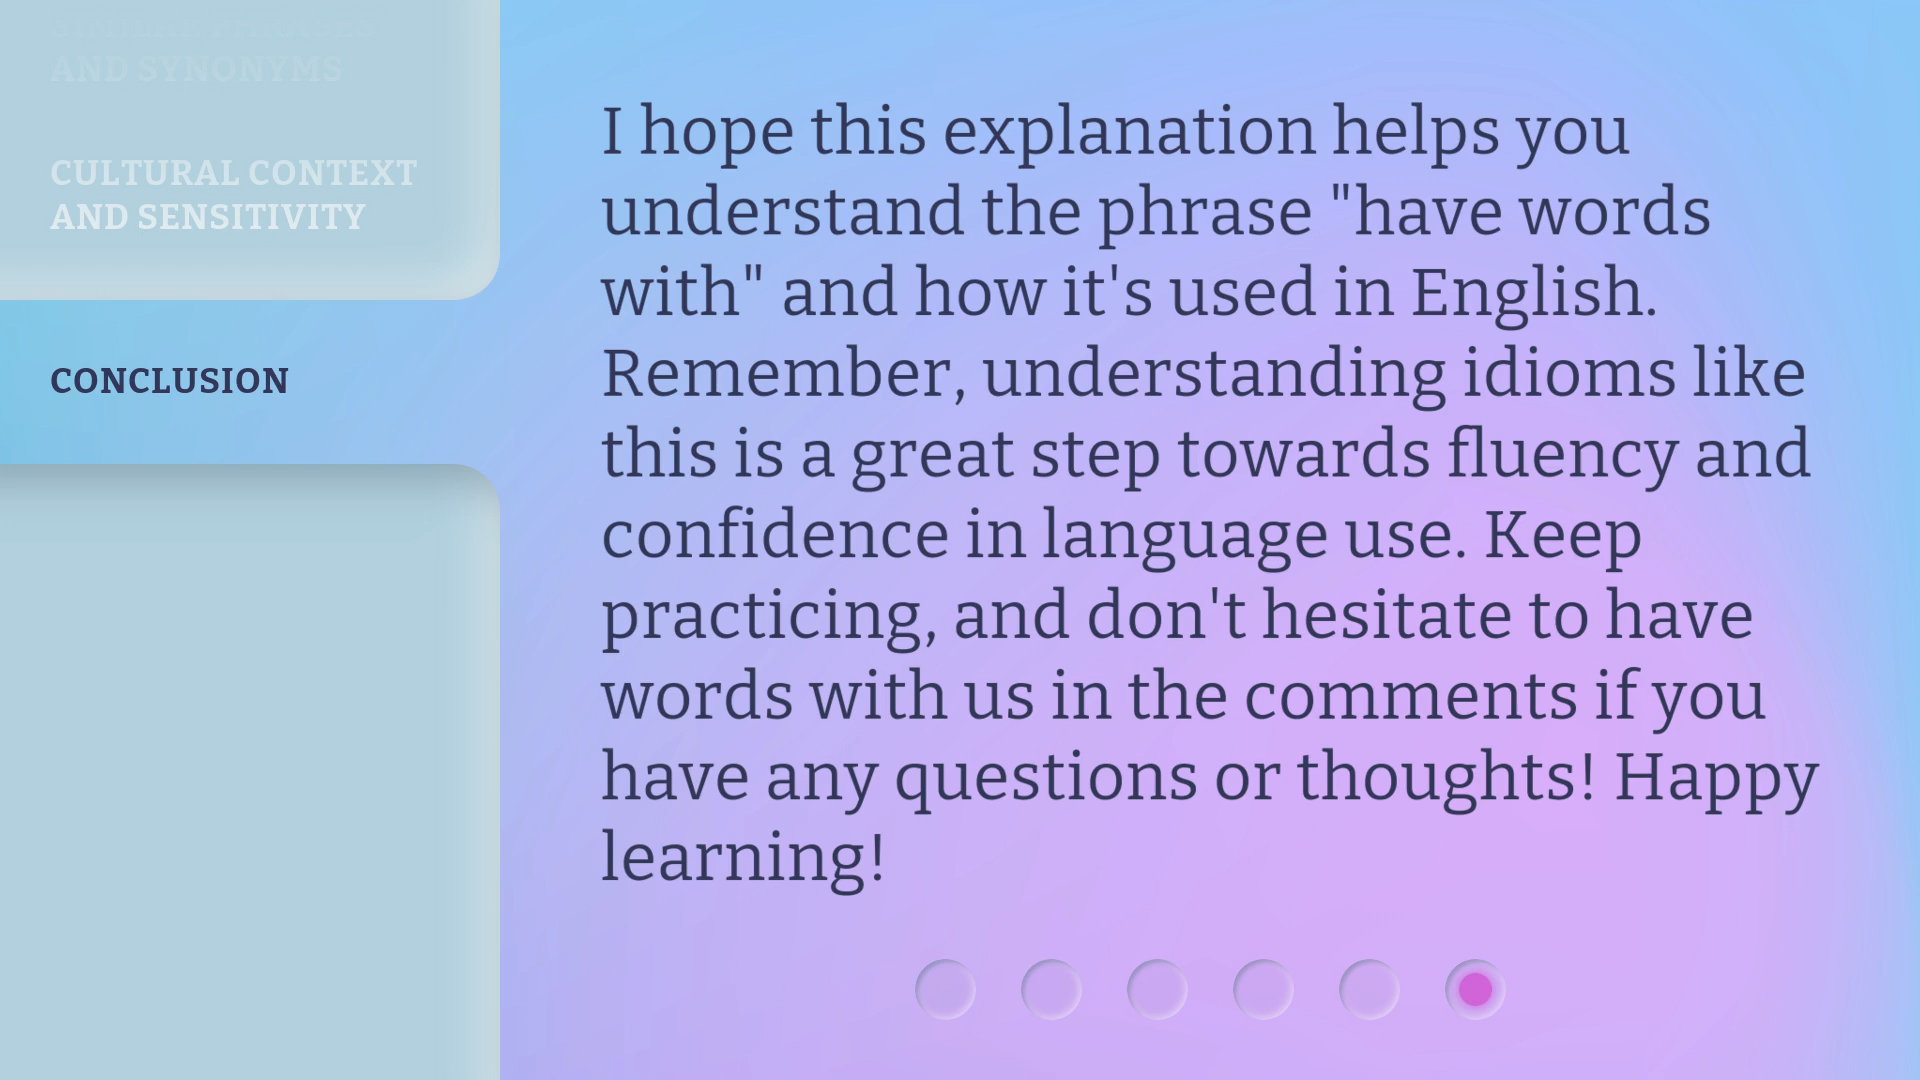 SIMILAR PHRASES
AND SYNONYMS
CULTURAL CONTEXT
AND SENSITIVITY
CONCLUSION
I hope this explanation helps you
understand the phrase "have words
with" and how it's used in English.
Remember, understanding idioms like
this is a great step towards fluency and
confidence in language use. Keep
practicing, and don't hesitate to have
words with us in the comments if you
have any questions or thoughts! Happy
learning!